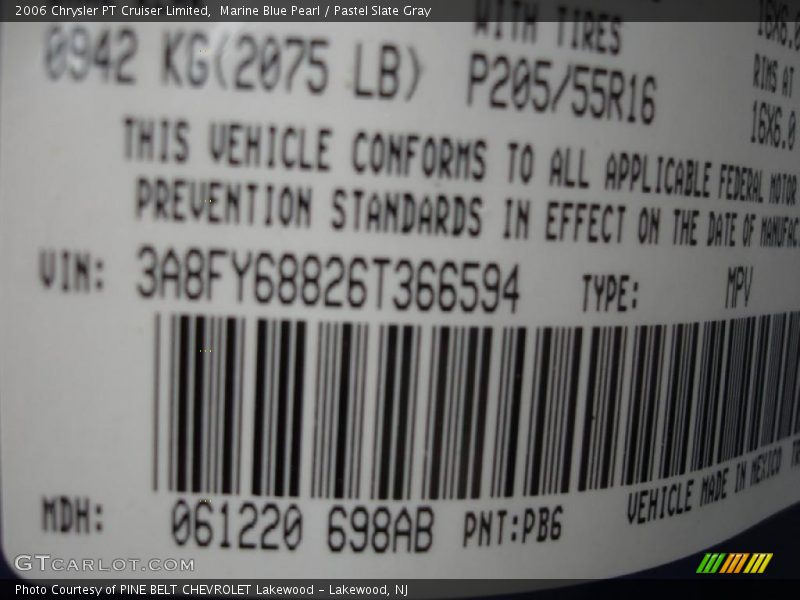 2006 Chrysler PT Cruiser Limited, Marine Blue Pearl / Pastel Slate Gray
WITH TIRES
16X6.0
0942 KG(2075 LB) P205/55R16
RIMS AT
16X6.0
THIS VEHICLE CONFORMS TO ALL APPLICABLE FEDERAL MOTOR
PREVENTION STANDARDS IN EFFECT ON THE DATE OF MANUFAC
VIN: 3A8FY68826T366594 TYPE: MPV
MDH: 061220 698AB PNT:PB6 VEHICLE MADE IN MEXICO
GTCARLOT.COM
Photo Courtesy of PINE BELT CHEVROLET Lakewood - Lakewood, NJ